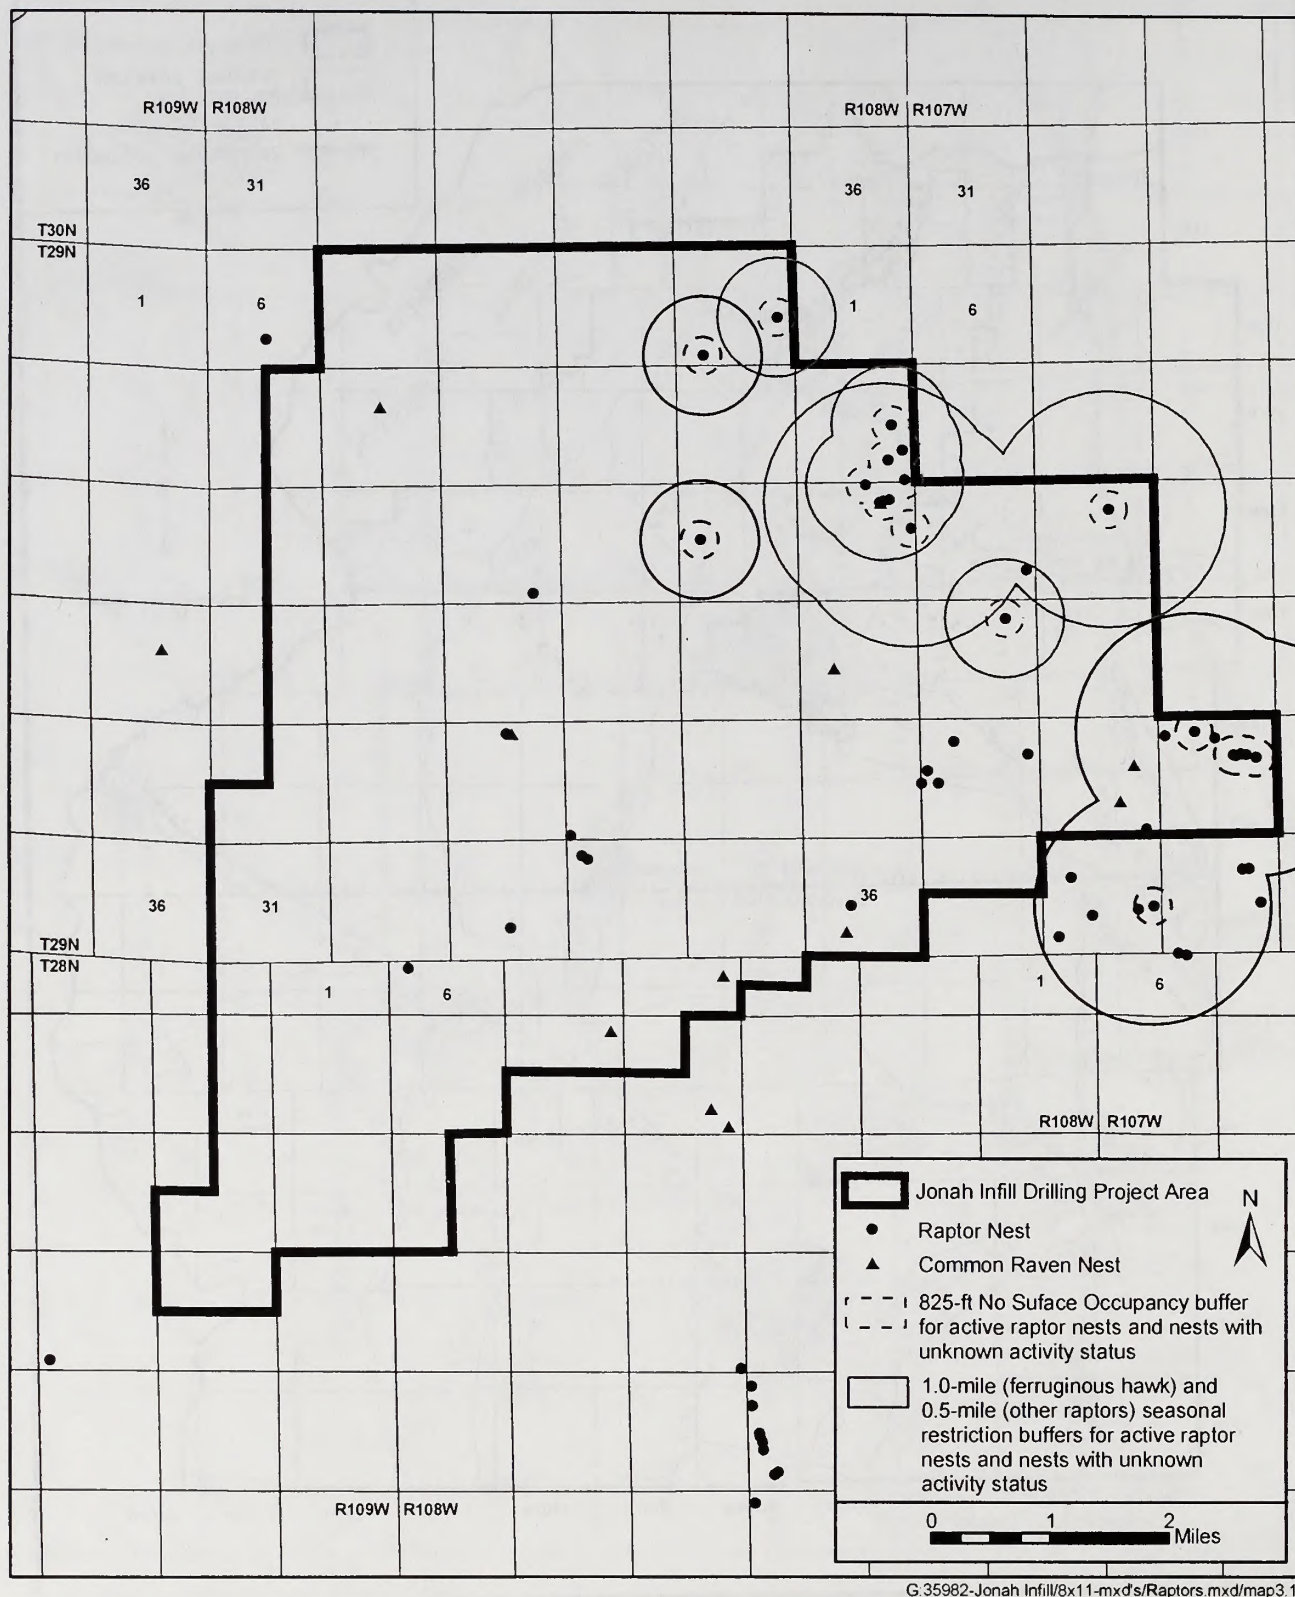 R109W R108W
R108W R107W
36
31
36
31
T30N
T29N
1
6
1
6
36
31
36
T29N
T28N
1
6
1
6
R108W R107W
Jonah Infill Drilling Project Area
N
Raptor Nest
Common Raven Nest
825-ft No Suface Occupancy buffer
for active raptor nests and nests with
unknown activity status
1.0-mile (ferruginous hawk) and
0.5-mile (other raptors) seasonal
restriction buffers for active raptor
nests and nests with unknown
activity status
R109W R108W
0 1 2
Miles
G:35982-Jonah Infill/8x11-mxd's/Raptors.mxd/map3.1